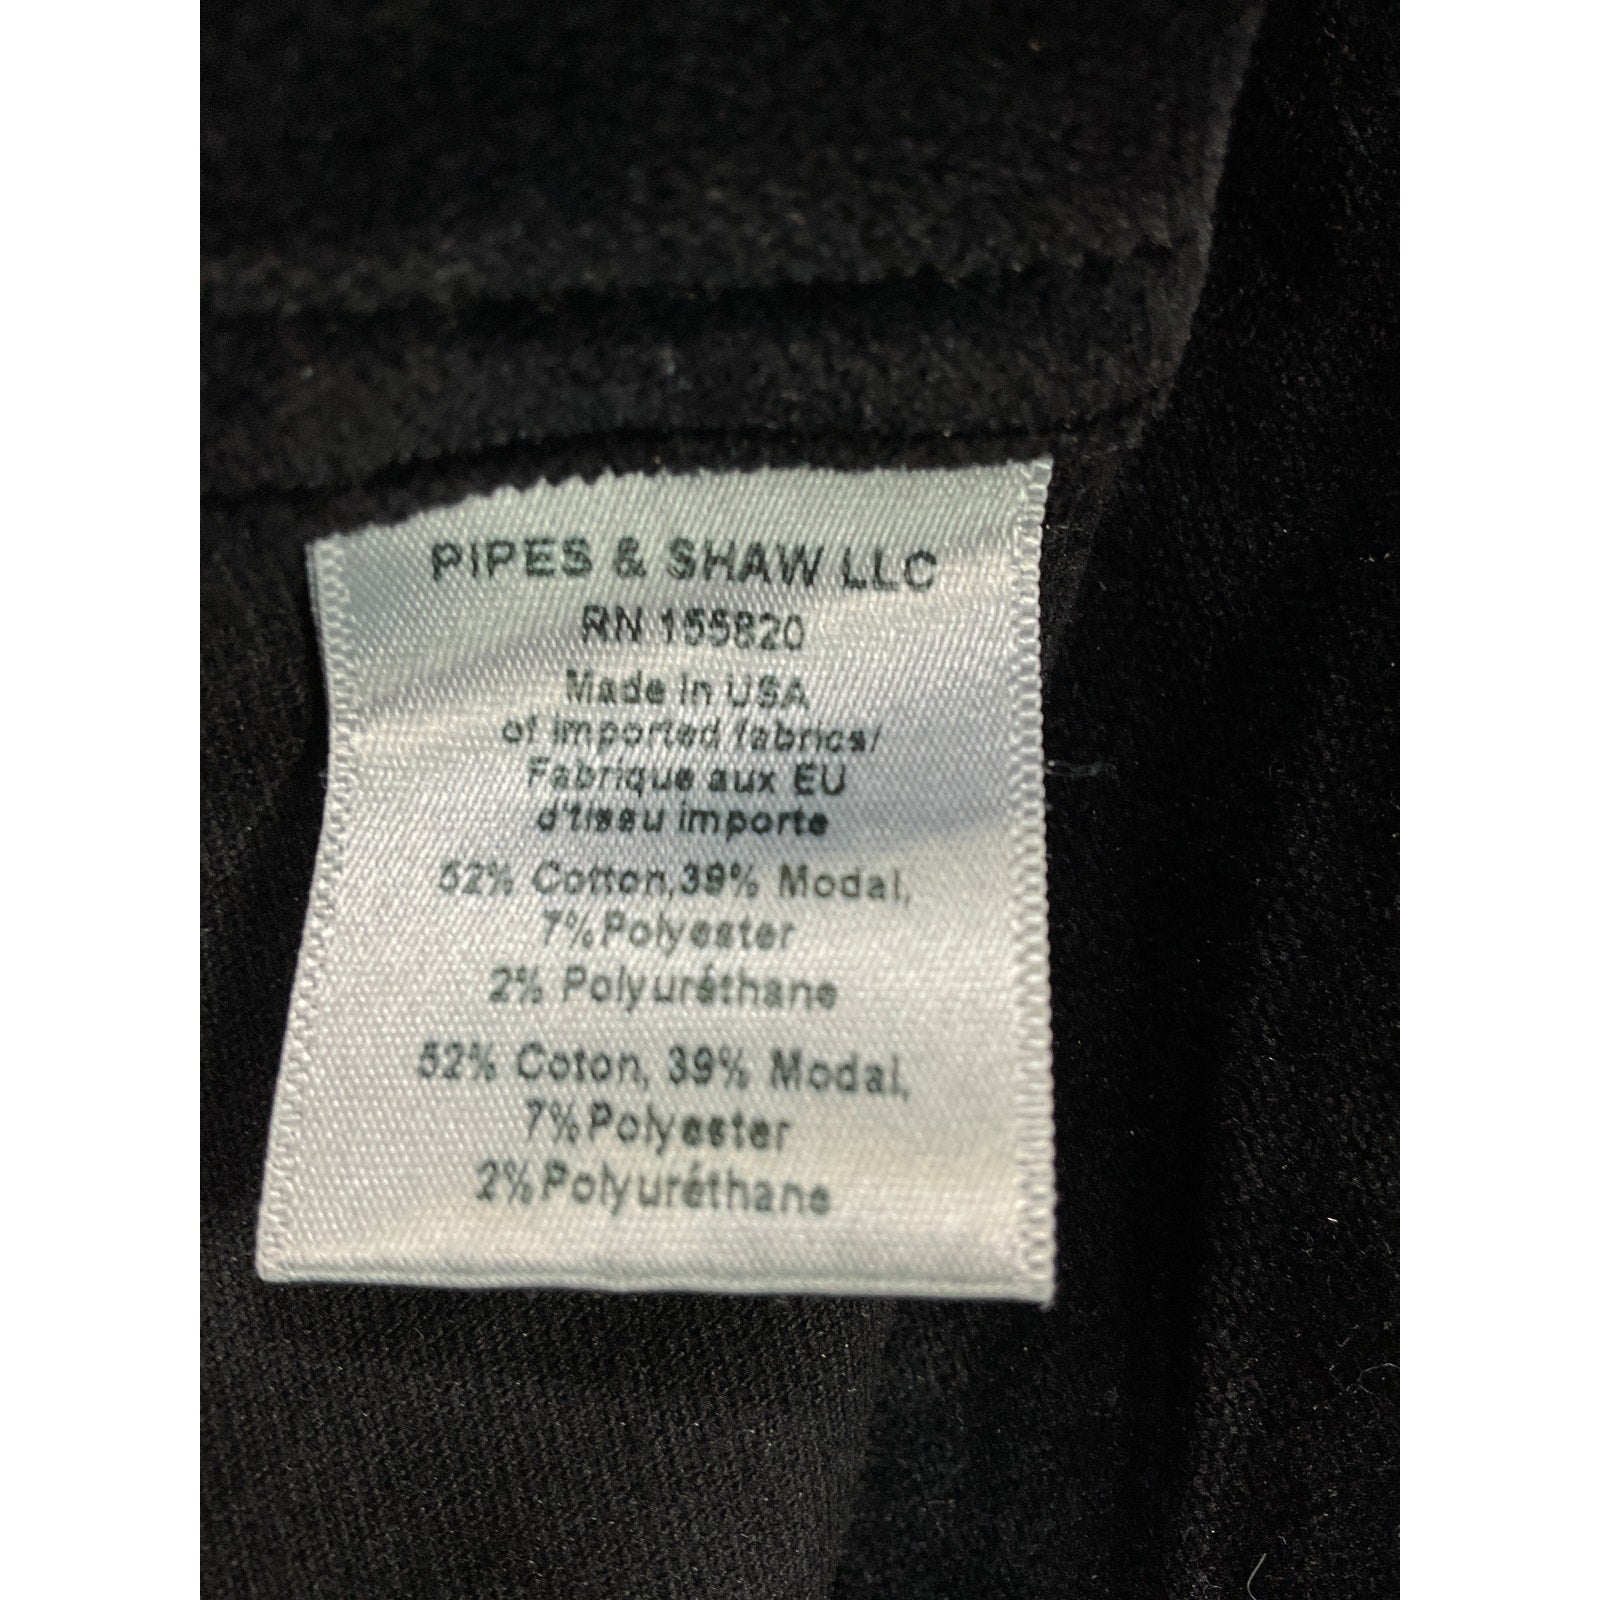 PIPES & SHAW LLC
RN 155820
Made in USA
of imported fabrics/
Fabrique aux EU
d'tissu importe
52% Cotton,39% Modal,
7%Polyester
2% Polyuréthane
52% Coton, 39% Modal,
7%Polyester
2%Polyuréthane